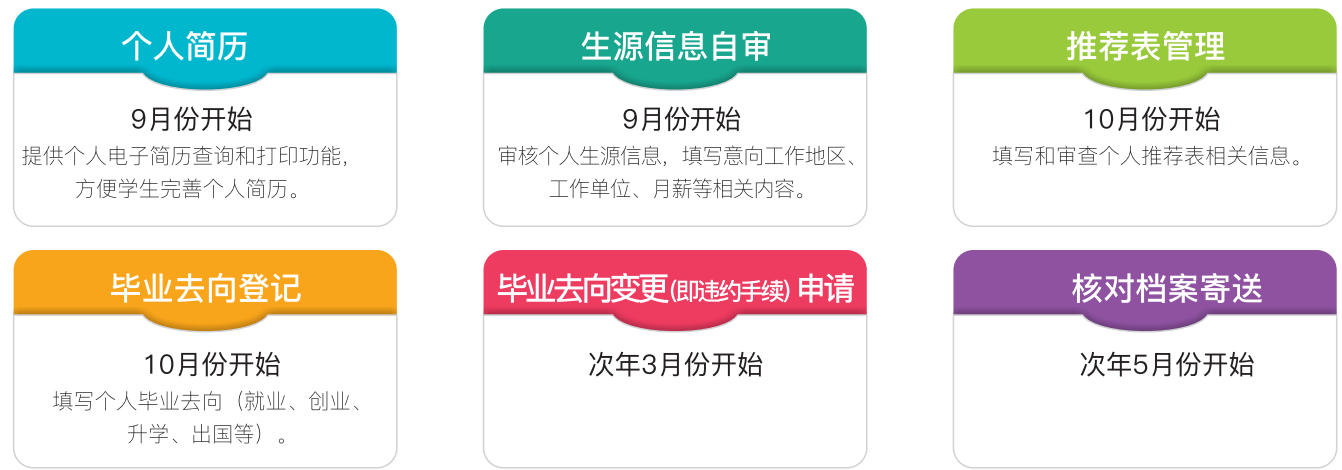 个人简历
9月份开始
提供个人电子简历查询和打印功能，
方便学生完善个人简历。
生源信息自审
9月份开始
审核个人生源信息，填写意向工作地区、
工作单位、月薪等相关内容。
推荐表管理
10月份开始
填写和审查个人推荐表相关信息。
毕业去向登记
10月份开始
填写个人毕业去向（就业、创业、
升学、出国等）。
毕业去向变更(即违约手续) 申请
次年3月份开始
核对档案寄送
次年5月份开始